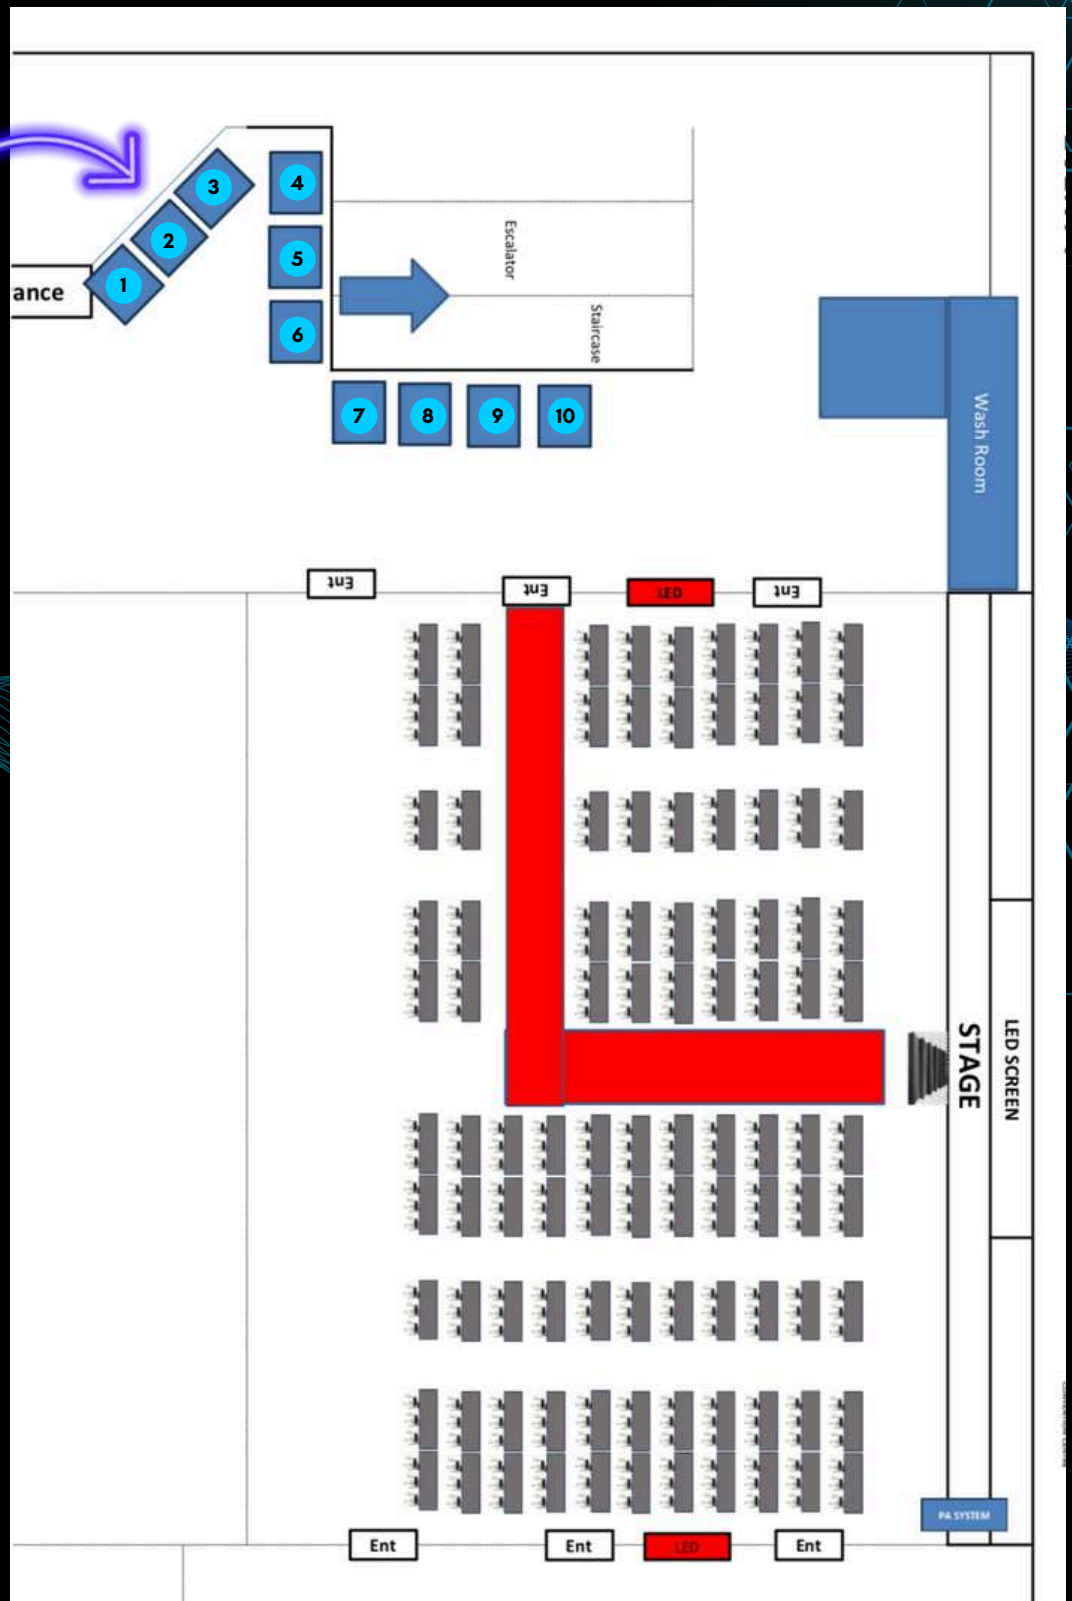 3
4
2
5
1
ance
6
Escalator
Staircase
7
8
9
10
Wash Room
Ent
Ent
LED
Ent
STAGE
LED SCREEN
PA SYSTEM
Ent
Ent
LED
Ent